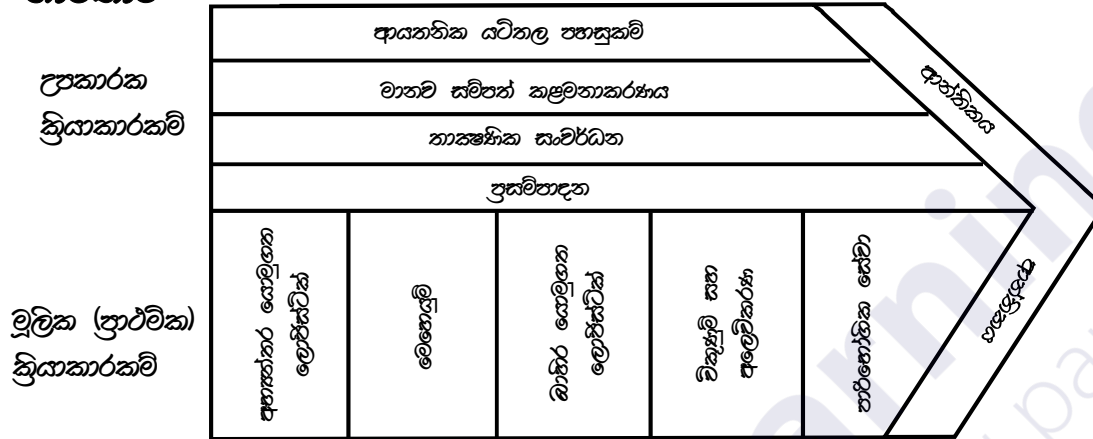 ආයතනික යටිතල පහසුකම්
උපකාරක
ක්‍රියාකාරකම්
මානව සම්පත් කළමනාකරණය
තාක්ෂණික සංවර්ධන
ප්‍රසම්පාදන
ආන්තිකය
මූලික (ප්‍රාථමික)
ක්‍රියාකාරකම්
අභ්‍යන්තර යොමුගත
ලොජිස්ටික්
මෙහෙයුම්
බාහිර යොමුගත
ලොජිස්ටික්
විකුණුම් සහ
අලෙවිකරණ
පාරිභෝගික සේවා